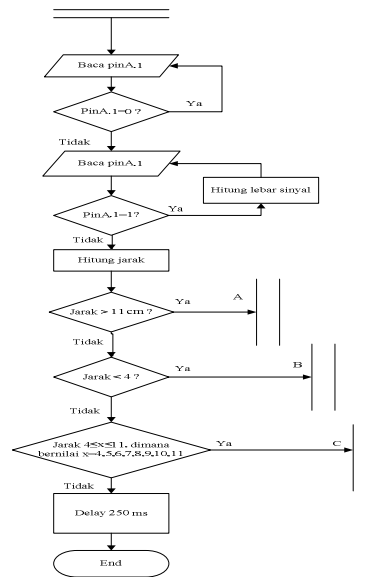 Baca pinA.1
PinA.1=0 ?
Ya
Tidak
Baca pinA.1
Hitung lebar sinyal
PinA.1=1?
Ya
Tidak
Hitung jarak
Jarak > 11 cm ?
Ya
A
Tidak
Jarak < 4 ?
Ya
B
Tidak
Jarak 4≤x≤11, dimana
bernilai x=4,5,6,7,8,9,10,11
Ya
C
Tidak
Delay 250 ms
End